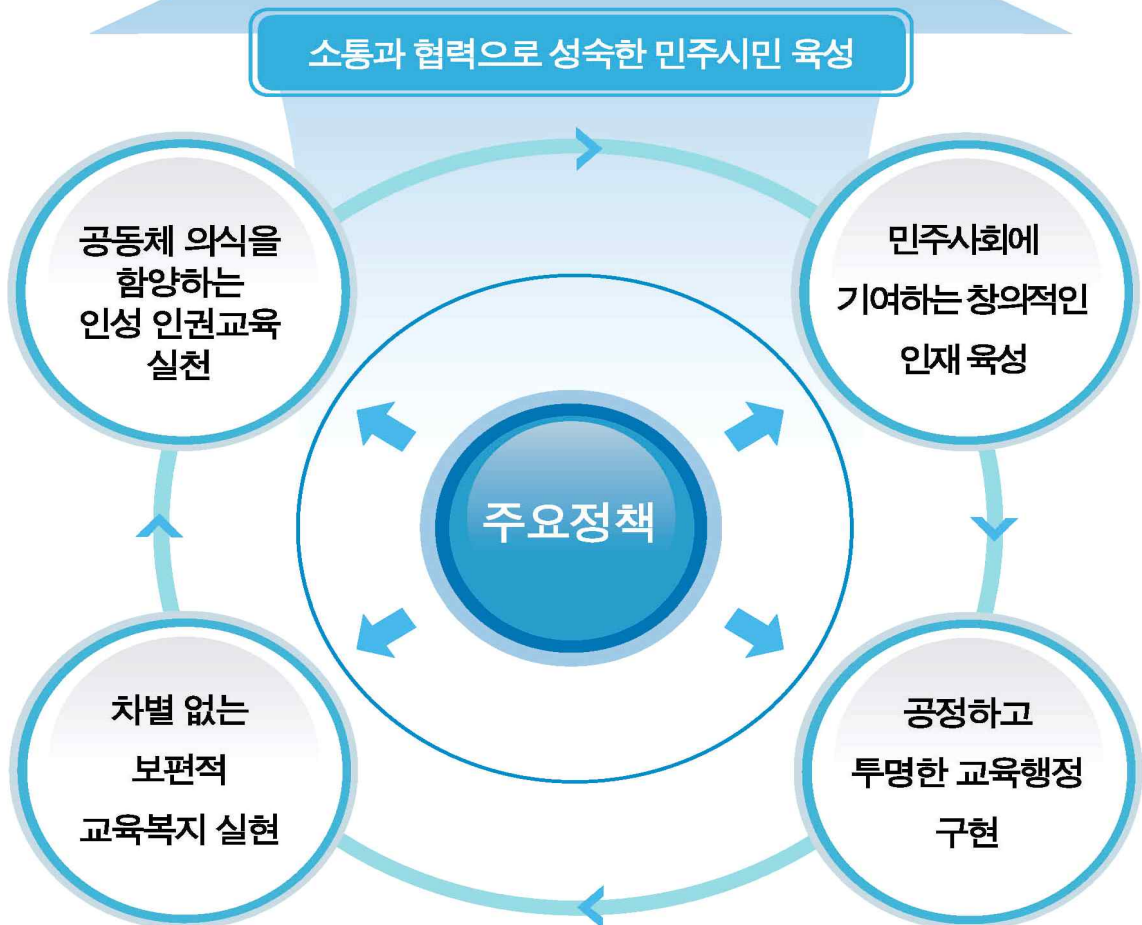 소통과 협력으로 성숙한 민주시민 육성
공동체 의식을
함양하는
인성 인권교육
실천
민주사회에
기여하는 창의적인
인재 육성
주요정책
차별 없는
보편적
교육복지 실현
공정하고
투명한 교육행정
구현